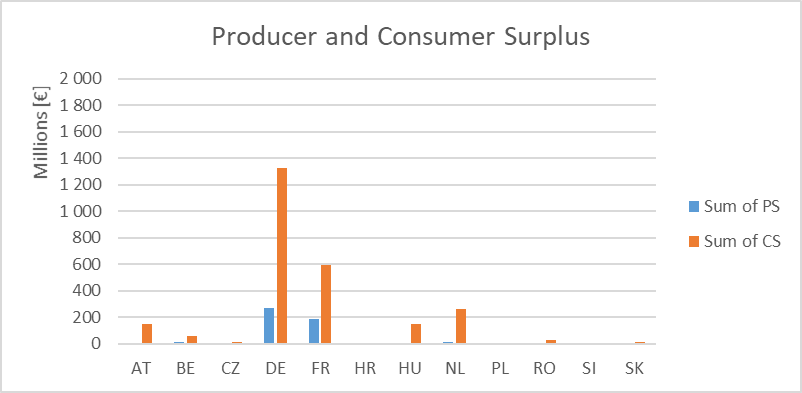 Producer and Consumer Surplus
Millions [€]
2 000
1 800
1 600
1 400
1 200
1 000
800
600
400
200
0
AT BE CZ DE FR HR HU NL PL RO SI SK
Sum of PS
Sum of CS